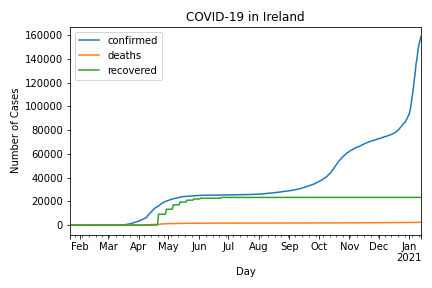 COVID-19 in Ireland
confirmed
deaths
recovered
160000
140000
120000
100000
80000
60000
40000
20000
0
Number of Cases
Feb Mar Apr May Jun Jul Aug Sep Oct Nov Dec Jan
2021
Day